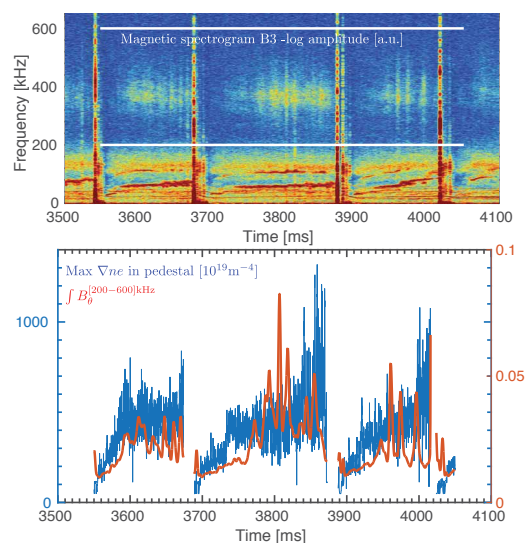 600
Magnetic spectrogram B3 -log amplitude [a.u.]
400
Frequency [kHz]
200
0
3500 3600 3700 3800 3900 4000 4100
Time [ms]
Max ∇ne in pedestal [10¹⁹m⁻⁴]
∫ B_θ^{[200−600]kHz}
0.1
1000
0.05
0 0
3500 3600 3700 3800 3900 4000 4100
Time [ms]